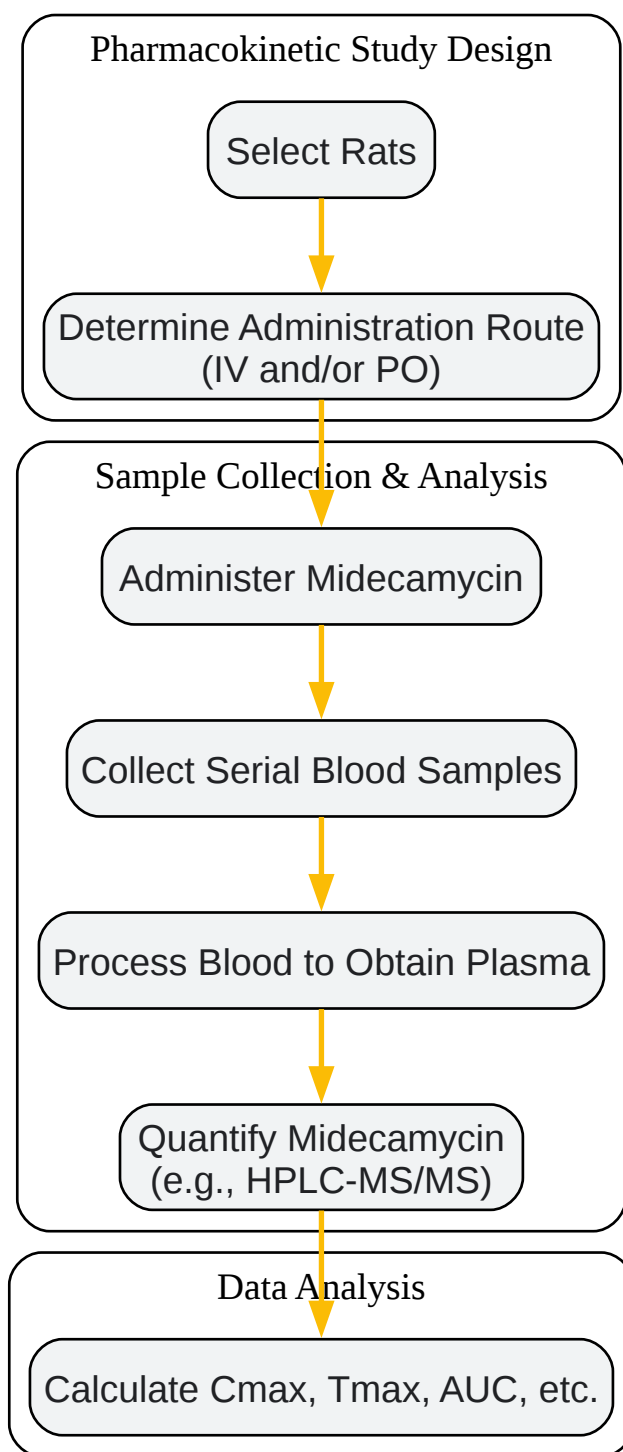 Pharmacokinetic Study Design
Select Rats
Determine Administration Route
(IV and/or PO)
Sample Collection & Analysis
Administer Midecamycin
Collect Serial Blood Samples
Process Blood to Obtain Plasma
Quantify Midecamycin
(e.g., HPLC-MS/MS)
Data Analysis
Calculate Cmax, Tmax, AUC, etc.